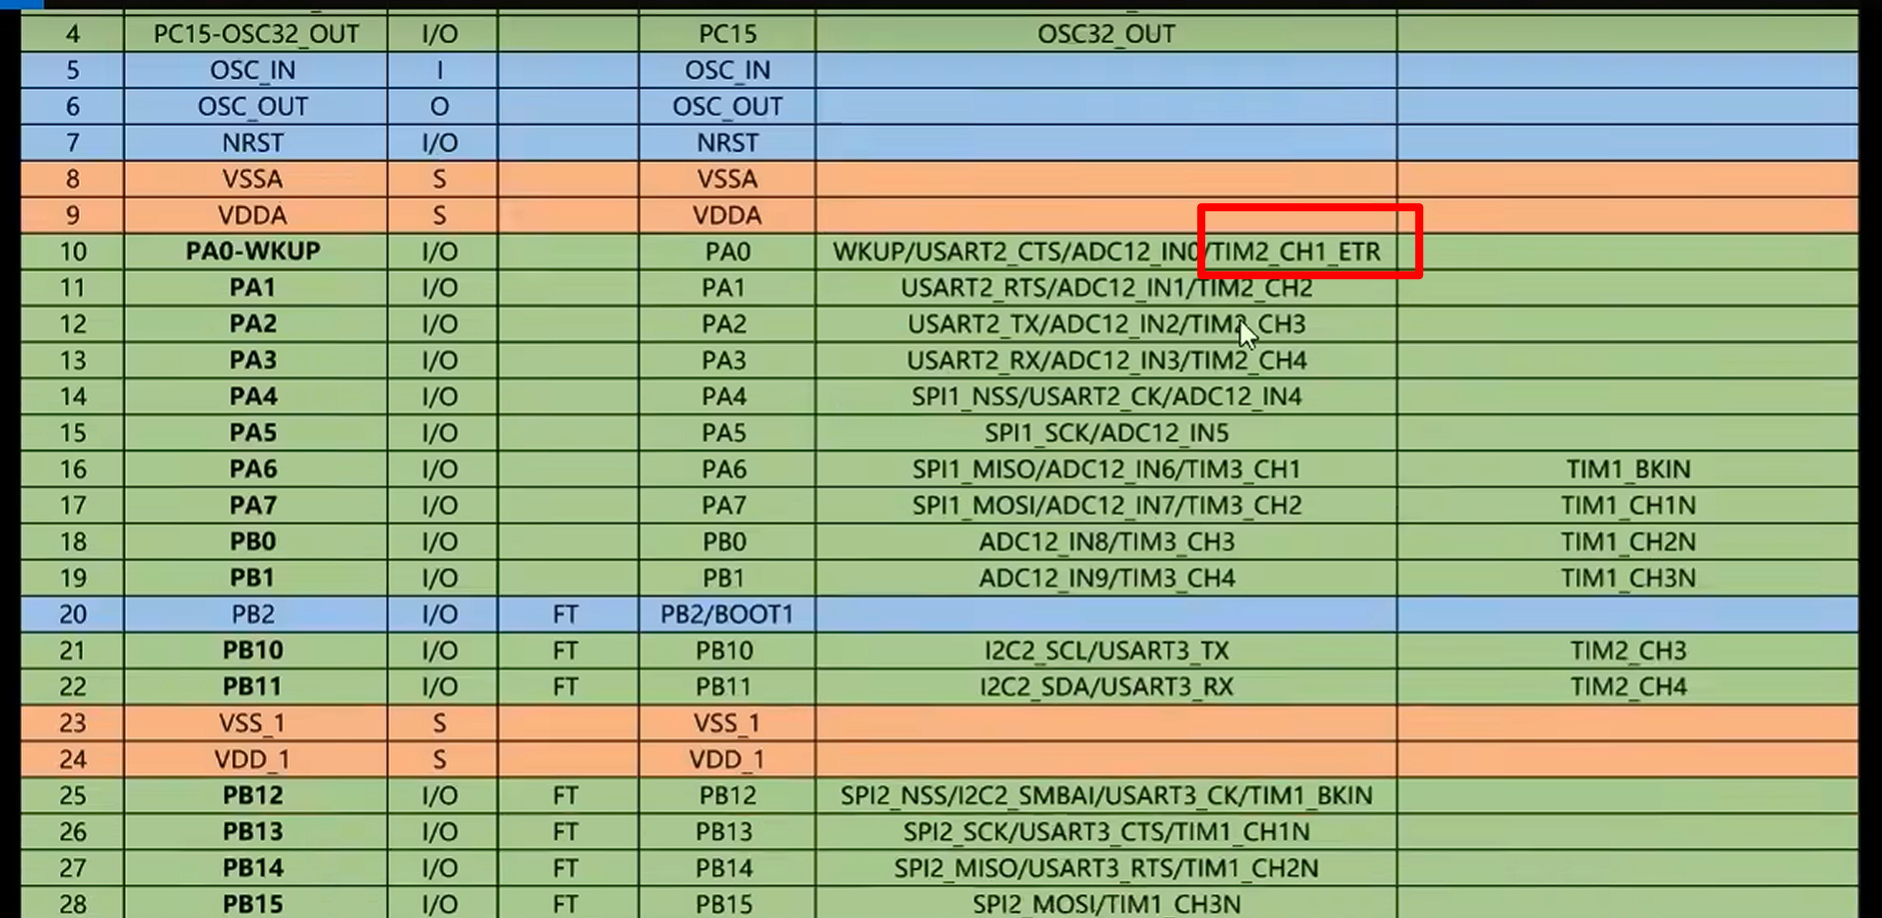 4 PC15-OSC32_OUT I/O PC15 OSC32_OUT
5 OSC_IN I OSC_IN
6 OSC_OUT O OSC_OUT
7 NRST I/O NRST
8 VSSA S VSSA
9 VDDA S VDDA
10 PA0-WKUP I/O PA0 WKUP/USART2_CTS/ADC12_IN0/TIM2_CH1_ETR
11 PA1 I/O PA1 USART2_RTS/ADC12_IN1/TIM2_CH2
12 PA2 I/O PA2 USART2_TX/ADC12_IN2/TIM2_CH3
13 PA3 I/O PA3 USART2_RX/ADC12_IN3/TIM2_CH4
14 PA4 I/O PA4 SPI1_NSS/USART2_CK/ADC12_IN4
15 PA5 I/O PA5 SPI1_SCK/ADC12_IN5
16 PA6 I/O PA6 SPI1_MISO/ADC12_IN6/TIM3_CH1 TIM1_BKIN
17 PA7 I/O PA7 SPI1_MOSI/ADC12_IN7/TIM3_CH2 TIM1_CH1N
18 PB0 I/O PB0 ADC12_IN8/TIM3_CH3 TIM1_CH2N
19 PB1 I/O PB1 ADC12_IN9/TIM3_CH4 TIM1_CH3N
20 PB2 I/O FT PB2/BOOT1
21 PB10 I/O FT PB10 I2C2_SCL/USART3_TX TIM2_CH3
22 PB11 I/O FT PB11 I2C2_SDA/USART3_RX TIM2_CH4
23 VSS_1 S VSS_1
24 VDD_1 S VDD_1
25 PB12 I/O FT PB12 SPI2_NSS/I2C2_SMBAI/USART3_CK/TIM1_BKIN
26 PB13 I/O FT PB13 SPI2_SCK/USART3_CTS/TIM1_CH1N
27 PB14 I/O FT PB14 SPI2_MISO/USART3_RTS/TIM1_CH2N
28 PB15 I/O FT PB15 SPI2_MOSI/TIM1_CH3N